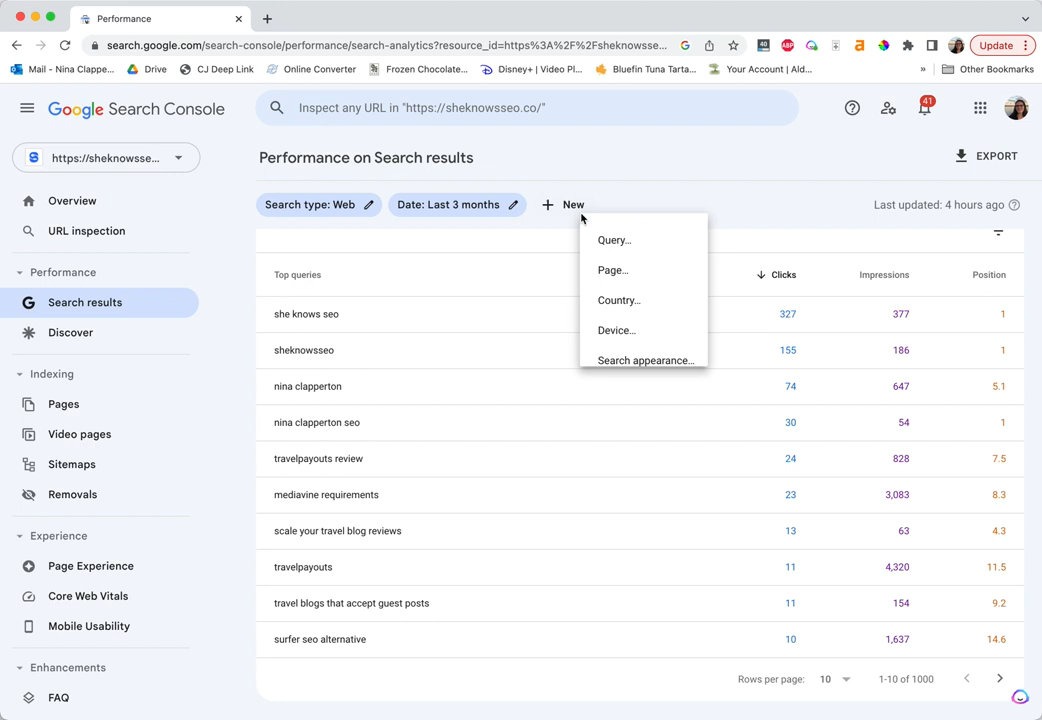 Performance
search.google.com/search-console/performance/search-analytics?resource_id=https%3A%2F%2Fsheknowsse...
40
ABP
Update
Mail - Nina Clappe...
Drive
CJ Deep Link
Online Converter
Frozen Chocolate...
Disney+ | Video Pl...
Bluefin Tuna Tarta...
Your Account | Ald...
»
Other Bookmarks
Google Search Console
Inspect any URL in "https://sheknowsseo.co/"
41
https://sheknowsse...
Performance on Search results
EXPORT
Overview
URL inspection
Performance
Search results
Discover
Indexing
Pages
Video pages
Sitemaps
Removals
Experience
Page Experience
Core Web Vitals
Mobile Usability
Enhancements
FAQ
Search type: Web
Date: Last 3 months
New
Last updated: 4 hours ago
Query...
Page...
Country...
Device...
Search appearance...
Top queries Clicks Impressions Position
she knows seo 327 377 1
sheknowsseo 155 186 1
nina clapperton 74 647 5.1
nina clapperton seo 30 54 1
travelpayouts review 24 828 7.5
mediavine requirements 23 3,083 8.3
scale your travel blog reviews 13 63 4.3
travelpayouts 11 4,320 11.5
travel blogs that accept guest posts 11 154 9.2
surfer seo alternative 10 1,637 14.6
Rows per page: 10 1-10 of 1000